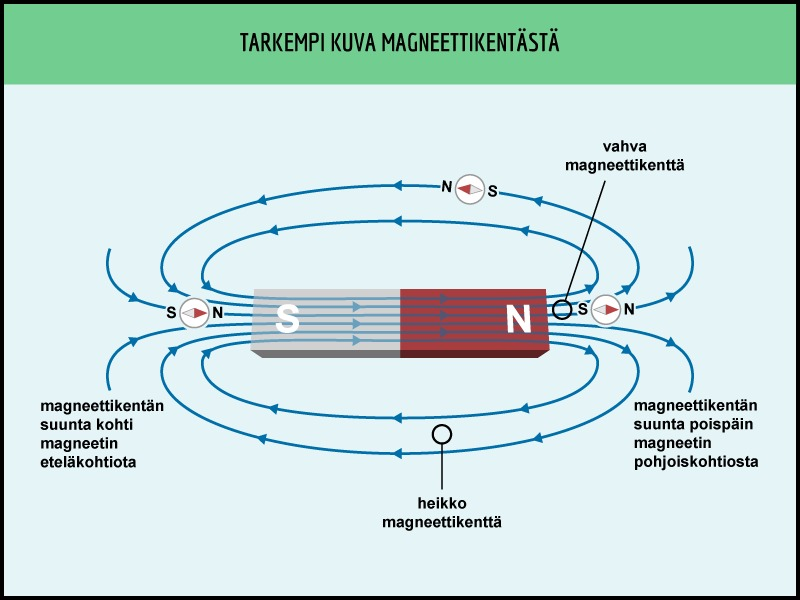 TARKEMPI KUVA MAGNEETTIKENTÄSTÄ
vahva
magneettikenttä
N S
S N
S
N
S N
magneettikentän
suunta kohti
magneetin
eteläkohtiota
magneettikentän
suunta poispäin
magneetin
pohjoiskohtiosta
heikko
magneettikenttä